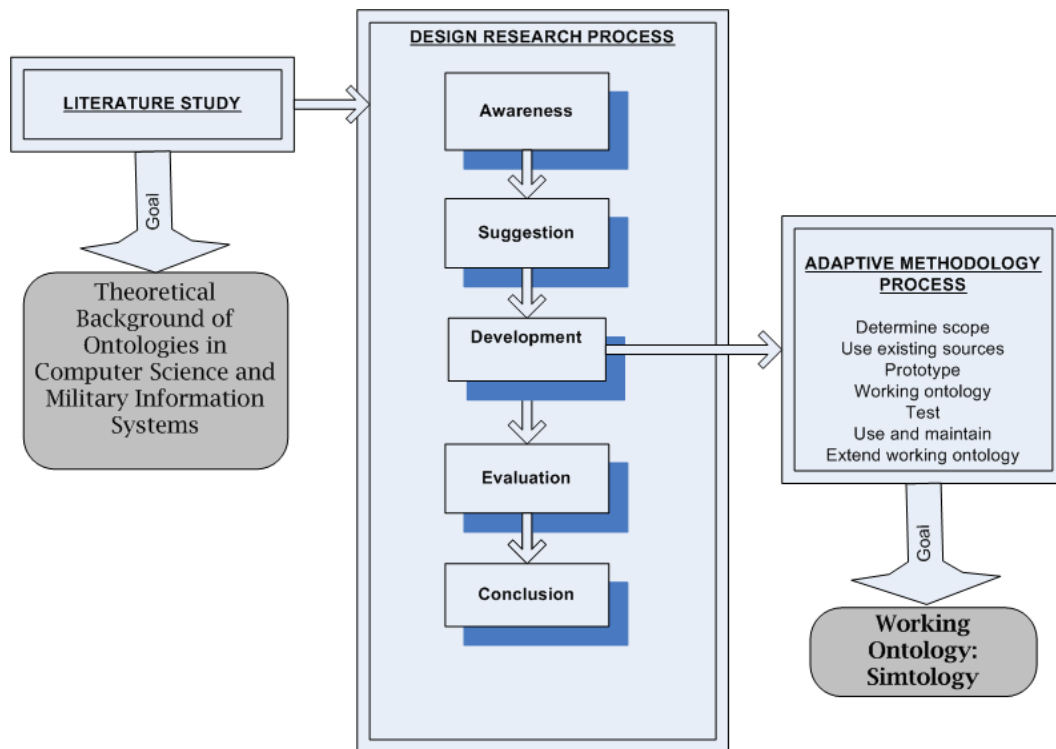 LITERATURE STUDY
Goal
Theoretical
Background of
Ontologies in
Computer Science and
Military Information
Systems
DESIGN RESEARCH PROCESS
Awareness
Suggestion
Development
Evaluation
Conclusion
ADAPTIVE METHODOLOGY
PROCESS
Determine scope
Use existing sources
Prototype
Working ontology
Test
Use and maintain
Extend working ontology
Goal
Working
Ontology:
Simtology